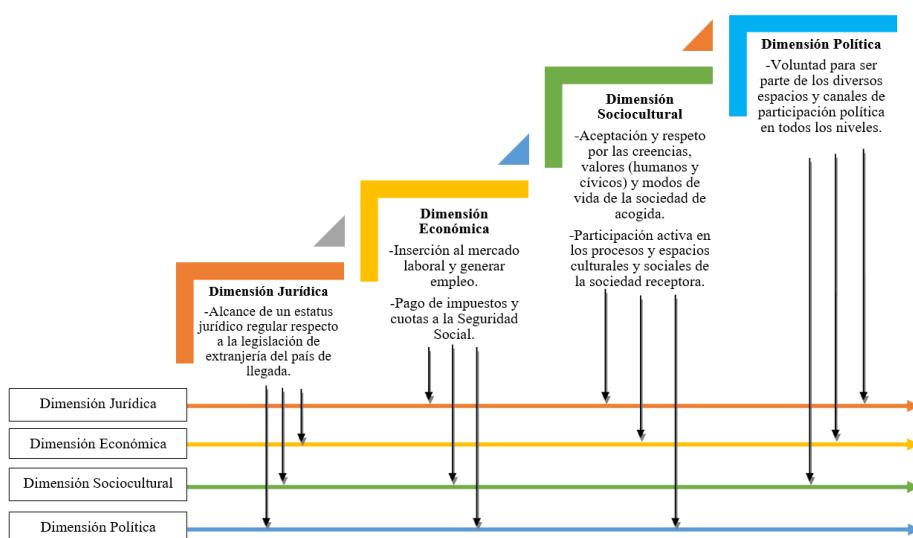 Dimensión Política
-Voluntad para ser
parte de los diversos
espacios y canales de
participación política
en todos los niveles.
Dimensión
Sociocultural
-Aceptación y respeto
por las creencias,
valores (humanos y
cívicos) y modos de
vida de la sociedad de
acogida.
-Participación activa en
los procesos y espacios
culturales y sociales de
la sociedad receptora.
Dimensión
Económica
-Inserción al mercado
laboral y generar
empleo.
-Pago de impuestos y
cuotas a la Seguridad
Social.
Dimensión Jurídica
-Alcance de un estatus
jurídico regular respecto
a la legislación de
extranjería del país de
llegada.
Dimensión Jurídica
Dimensión Económica
Dimensión Sociocultural
Dimensión Política